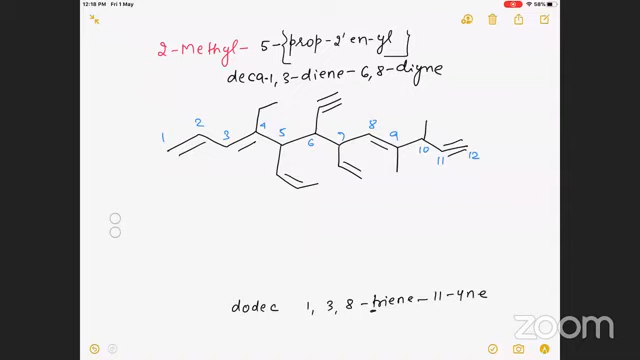 12:18 PM Fri 1 May
58%
2-Methyl- 5-{prop-2'en-yl}
deca-1,3-diene-6,8-diyne
1 2 3 4 5 6 7 8 9 10 11 12
dodec 1, 3, 8-triene-11-yne
zoom